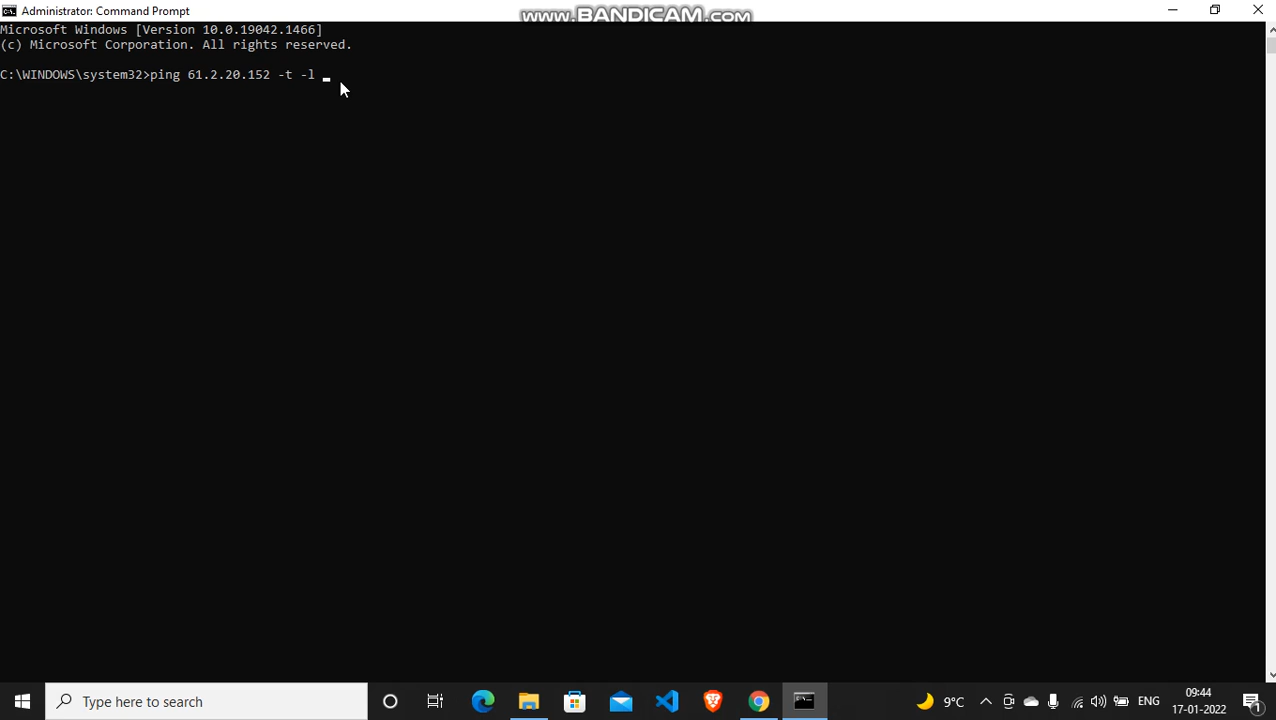 Administrator: Command Prompt
www.BANDICAM.com
Microsoft Windows [Version 10.0.19042.1466]
(c) Microsoft Corporation. All rights reserved.
C:\WINDOWS\system32>ping 61.2.20.152 -t -l
Type here to search
9°C
ENG
09:44
17-01-2022
1